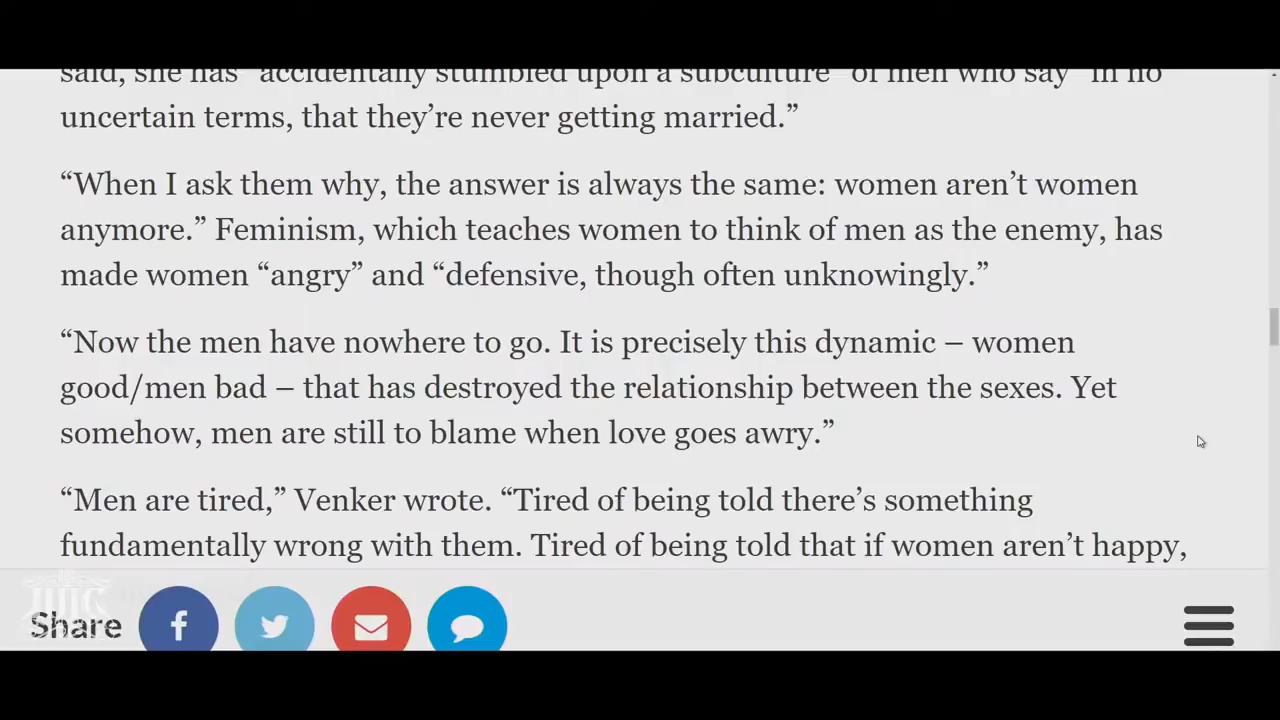 said, she has “accidentally stumbled upon a subculture” of men who say “in no
uncertain terms, that they’re never getting married.”
“When I ask them why, the answer is always the same: women aren’t women
anymore.” Feminism, which teaches women to think of men as the enemy, has
made women “angry” and “defensive, though often unknowingly.”
“Now the men have nowhere to go. It is precisely this dynamic – women
good/men bad – that has destroyed the relationship between the sexes. Yet
somehow, men are still to blame when love goes awry.”
“Men are tired,” Venker wrote. “Tired of being told there’s something
fundamentally wrong with them. Tired of being told that if women aren’t happy,
Share